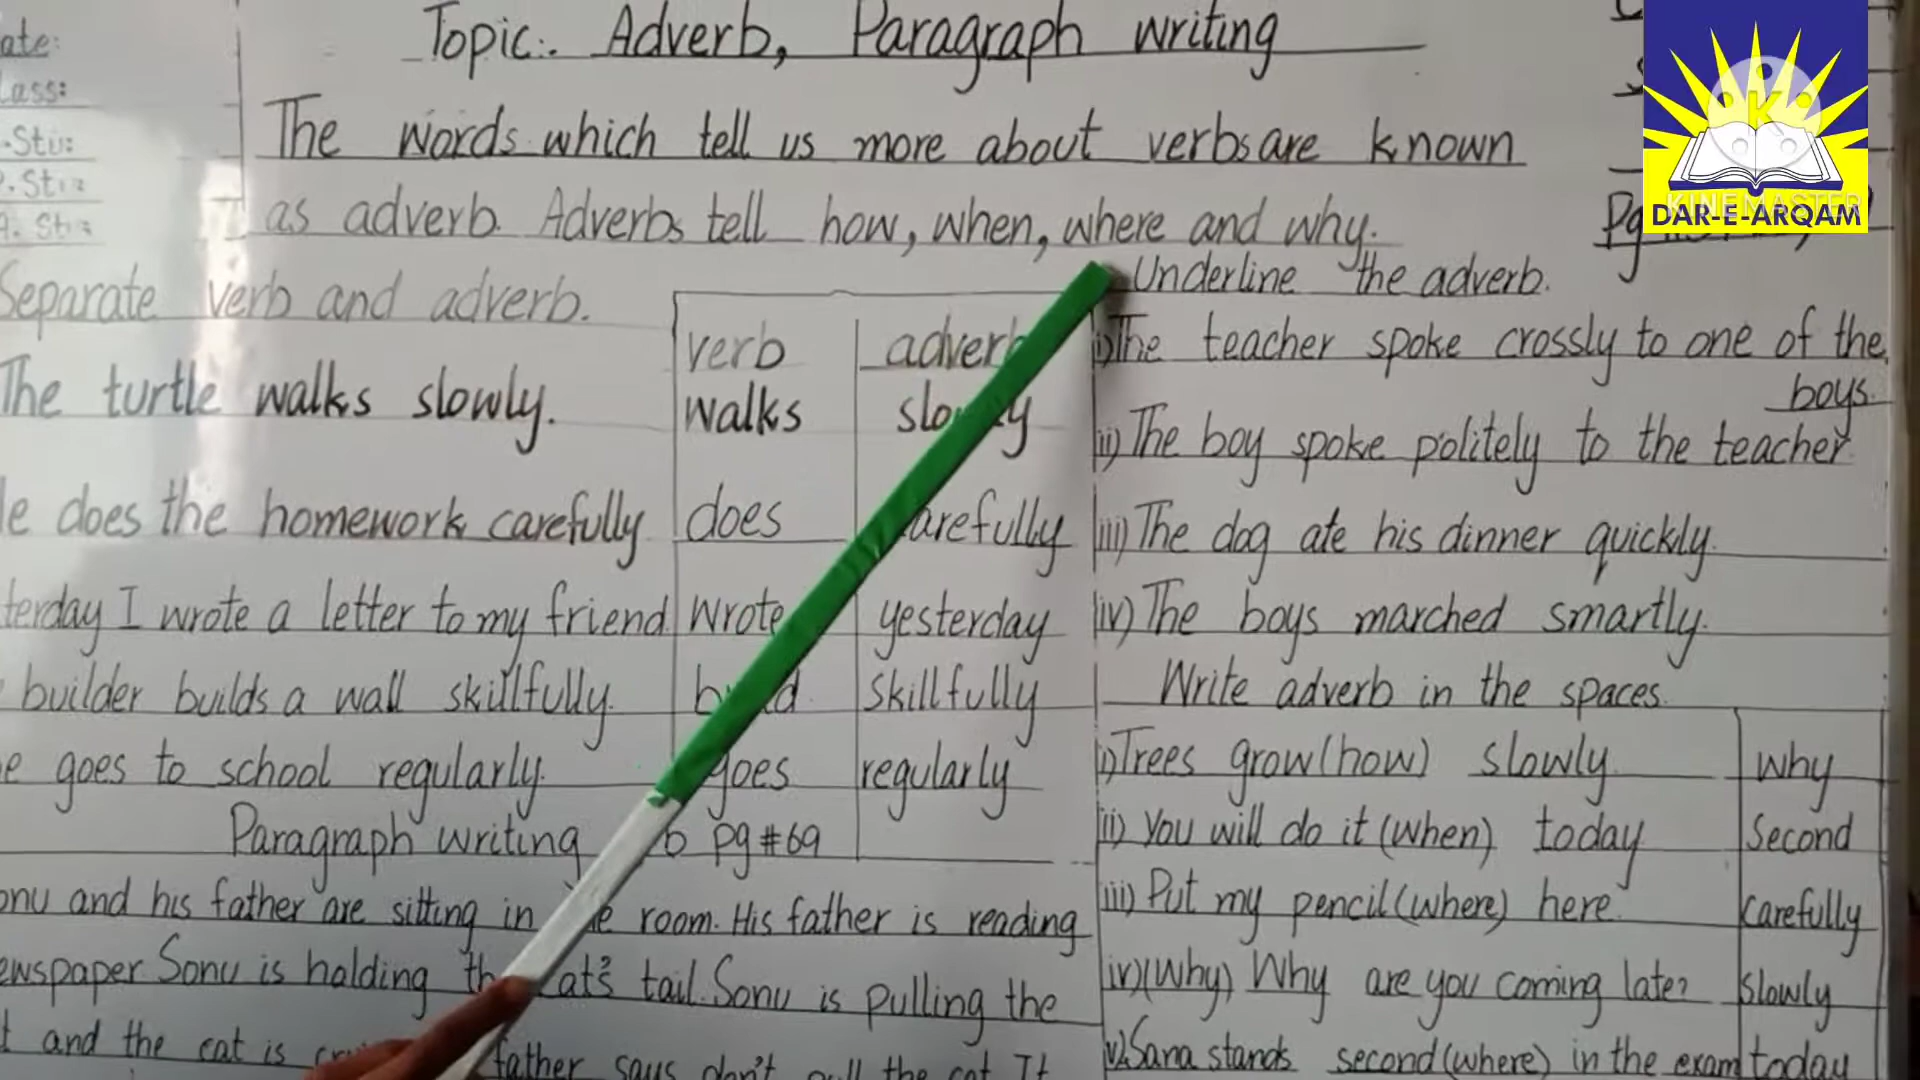 Topic:. Adverb, Paragraph writing
The words which tell us more about verbs are known
as adverb. Adverbs tell how, when, where and why.
Separate verb and adverb.
verb adverb
The turtle walks slowly. walks slowly
does the homework carefully does carefully
I wrote a letter to my friend wrote yesterday
builder builds a wall skillfully. skillfully
goes to school regularly. goes regularly
Paragraph writing pg #69
and his father are sitting in room. His father is reading
Sonu is holding cat's tail. Sonu is pulling the
and the cat is father says don't pull the cat. It
Underline the adverb.
i) The teacher spoke crossly to one of the
boys.
ii) The boy spoke politely to the teacher
iii) The dog ate his dinner quickly.
iv) The boys marched smartly.
Write adverb in the spaces.
i) Trees grow (how) slowly. why
ii) You will do it (when) today second
iii) Put my pencil (where) here carefully
iv) (Why) Why are you coming late? slowly
v). Sana stands second (where) in the exam today
Pg
KINEMASTER
DAR-E-ARQAM